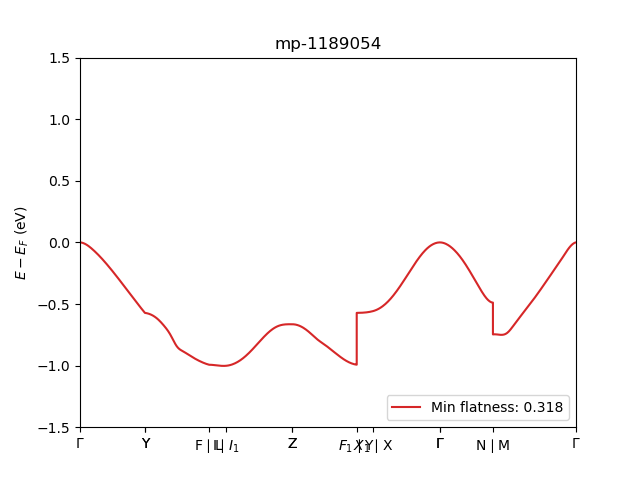 mp-1189054
1.5
1.0
0.5
0.0
−0.5
−1.0
−1.5
E − E_F (eV)
Min flatness: 0.318
Γ Y F | L I₁ Z Y | X Γ N | M Γ